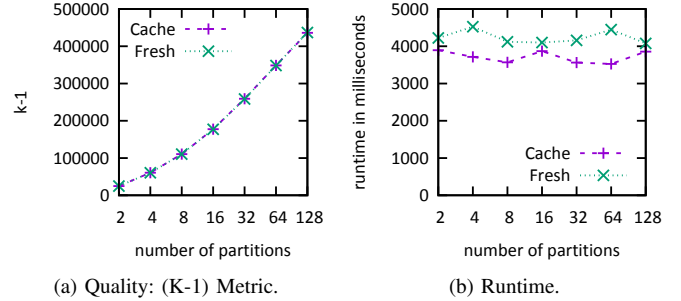 500000
400000
300000
200000
100000
0
k-1
Cache
Fresh
2 4 8 16 32 64 128
number of partitions
(a) Quality: (K-1) Metric.
5000
4000
3000
2000
1000
0
runtime in milliseconds
Cache
Fresh
2 4 8 16 32 64 128
number of partitions
(b) Runtime.